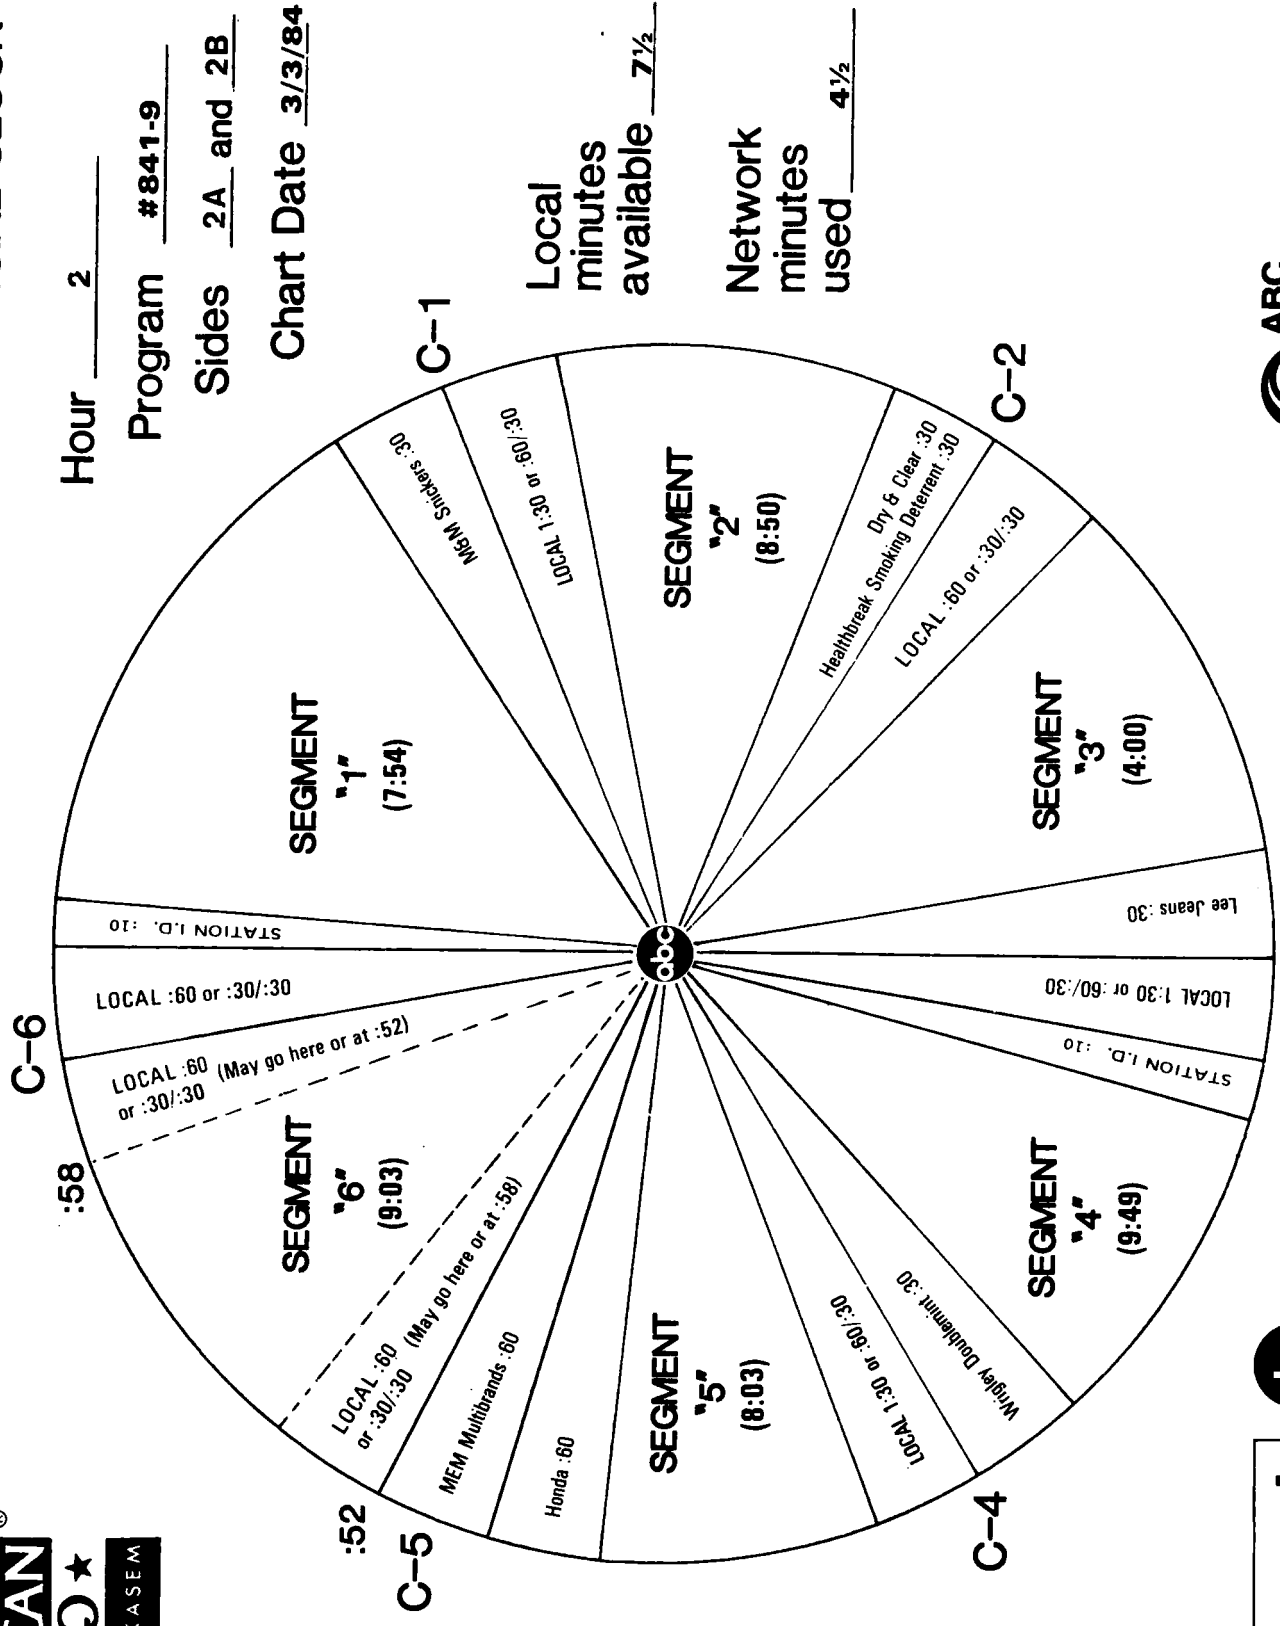 Hour 2
Program #841-9
Sides 2A and 2B
Chart Date 3/3/84
Local
minutes
available 7½
Network
minutes
used 4½
SEGMENT
"1"
(7:54)
M&M Snickers :30
C-1
LOCAL 1:30 or :60/:30
SEGMENT
"2"
(8:50)
Dry & Clear :30
Healthbreak Smoking Deterrent :30
C-2
LOCAL :60 or :30/:30
SEGMENT
"3"
(4:00)
Lee Jeans :30
LOCAL 1:30 or :60/:30
STATION I.D. :10
SEGMENT
"4"
(9:49)
Wrigley Doublemint :30
C-4
LOCAL 1:30 or :60/:30
SEGMENT
"5"
(8:03)
Honda :60
MEM Multibrands :60
C-5
:52
LOCAL :60
or :30/:30 (May go here or at :58)
SEGMENT
"6"
(9:03)
:58
LOCAL :60
or :30/:30 (May go here or at :52)
C-6
LOCAL :60 or :30/:30
STATION I.D. :10
abc
ABC